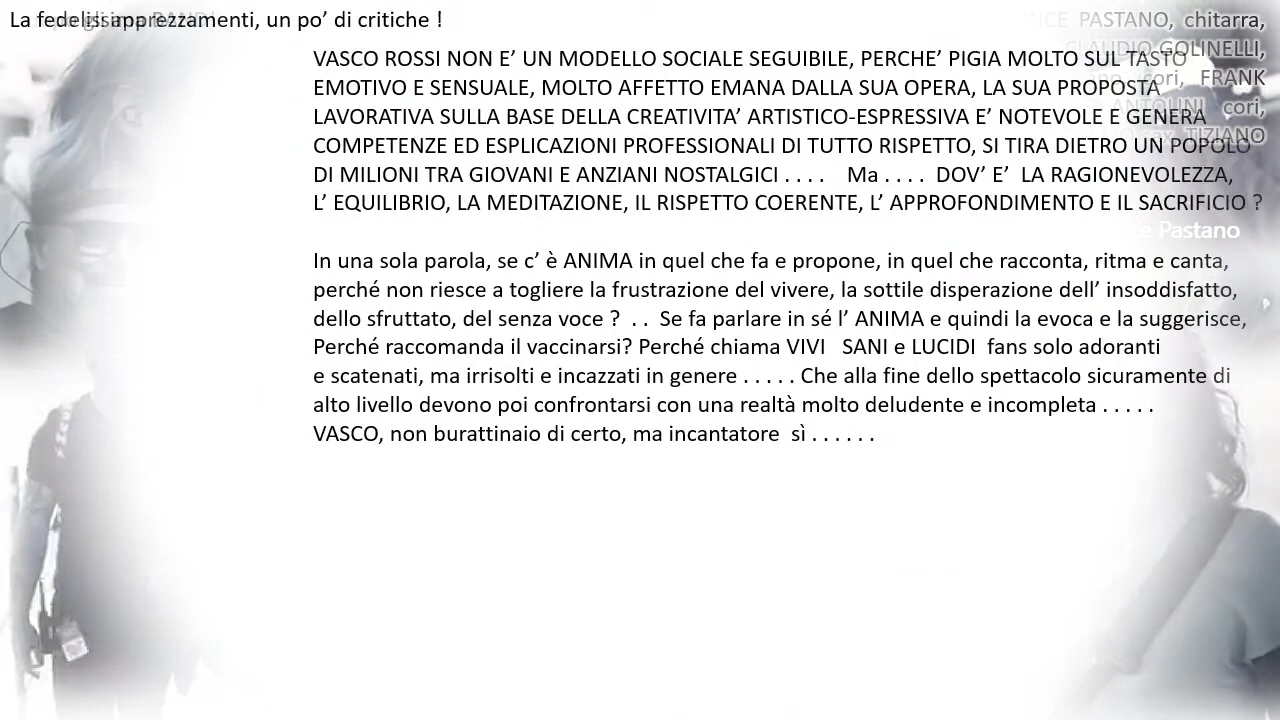 La fedelissima BAND !
Dopo gli apprezzamenti, un po’ di critiche !
PASTANO, chitarra,
CLAUDIO GOLINELLI,
cori, FRANK
ANTOLINI cori,
sax, TIZIANO
VASCO ROSSI NON E’ UN MODELLO SOCIALE SEGUIBILE, PERCHE’ PIGIA MOLTO SUL TASTO
EMOTIVO E SENSUALE, MOLTO AFFETTO EMANA DALLA SUA OPERA, LA SUA PROPOSTA
LAVORATIVA SULLA BASE DELLA CREATIVITA’ ARTISTICO-ESPRESSIVA E’ NOTEVOLE E GENERA
COMPETENZE ED ESPLICAZIONI PROFESSIONALI DI TUTTO RISPETTO, SI TIRA DIETRO UN POPOLO
DI MILIONI TRA GIOVANI E ANZIANI NOSTALGICI . . . . Ma . . . . DOV’ E’ LA RAGIONEVOLEZZA,
L’ EQUILIBRIO, LA MEDITAZIONE, IL RISPETTO COERENTE, L’ APPROFONDIMENTO E IL SACRIFICIO ?
Pastano
In una sola parola, se c’ è ANIMA in quel che fa e propone, in quel che racconta, ritma e canta,
perché non riesce a togliere la frustrazione del vivere, la sottile disperazione dell’ insoddisfatto,
dello sfruttato, del senza voce ? . . Se fa parlare in sé l’ ANIMA e quindi la evoca e la suggerisce,
Perché raccomanda il vaccinarsi? Perché chiama VIVI SANI e LUCIDI fans solo adoranti
e scatenati, ma irrisolti e incazzati in genere . . . . . Che alla fine dello spettacolo sicuramente di
alto livello devono poi confrontarsi con una realtà molto deludente e incompleta . . . . .
VASCO, non burattinaio di certo, ma incantatore sì . . . . . .